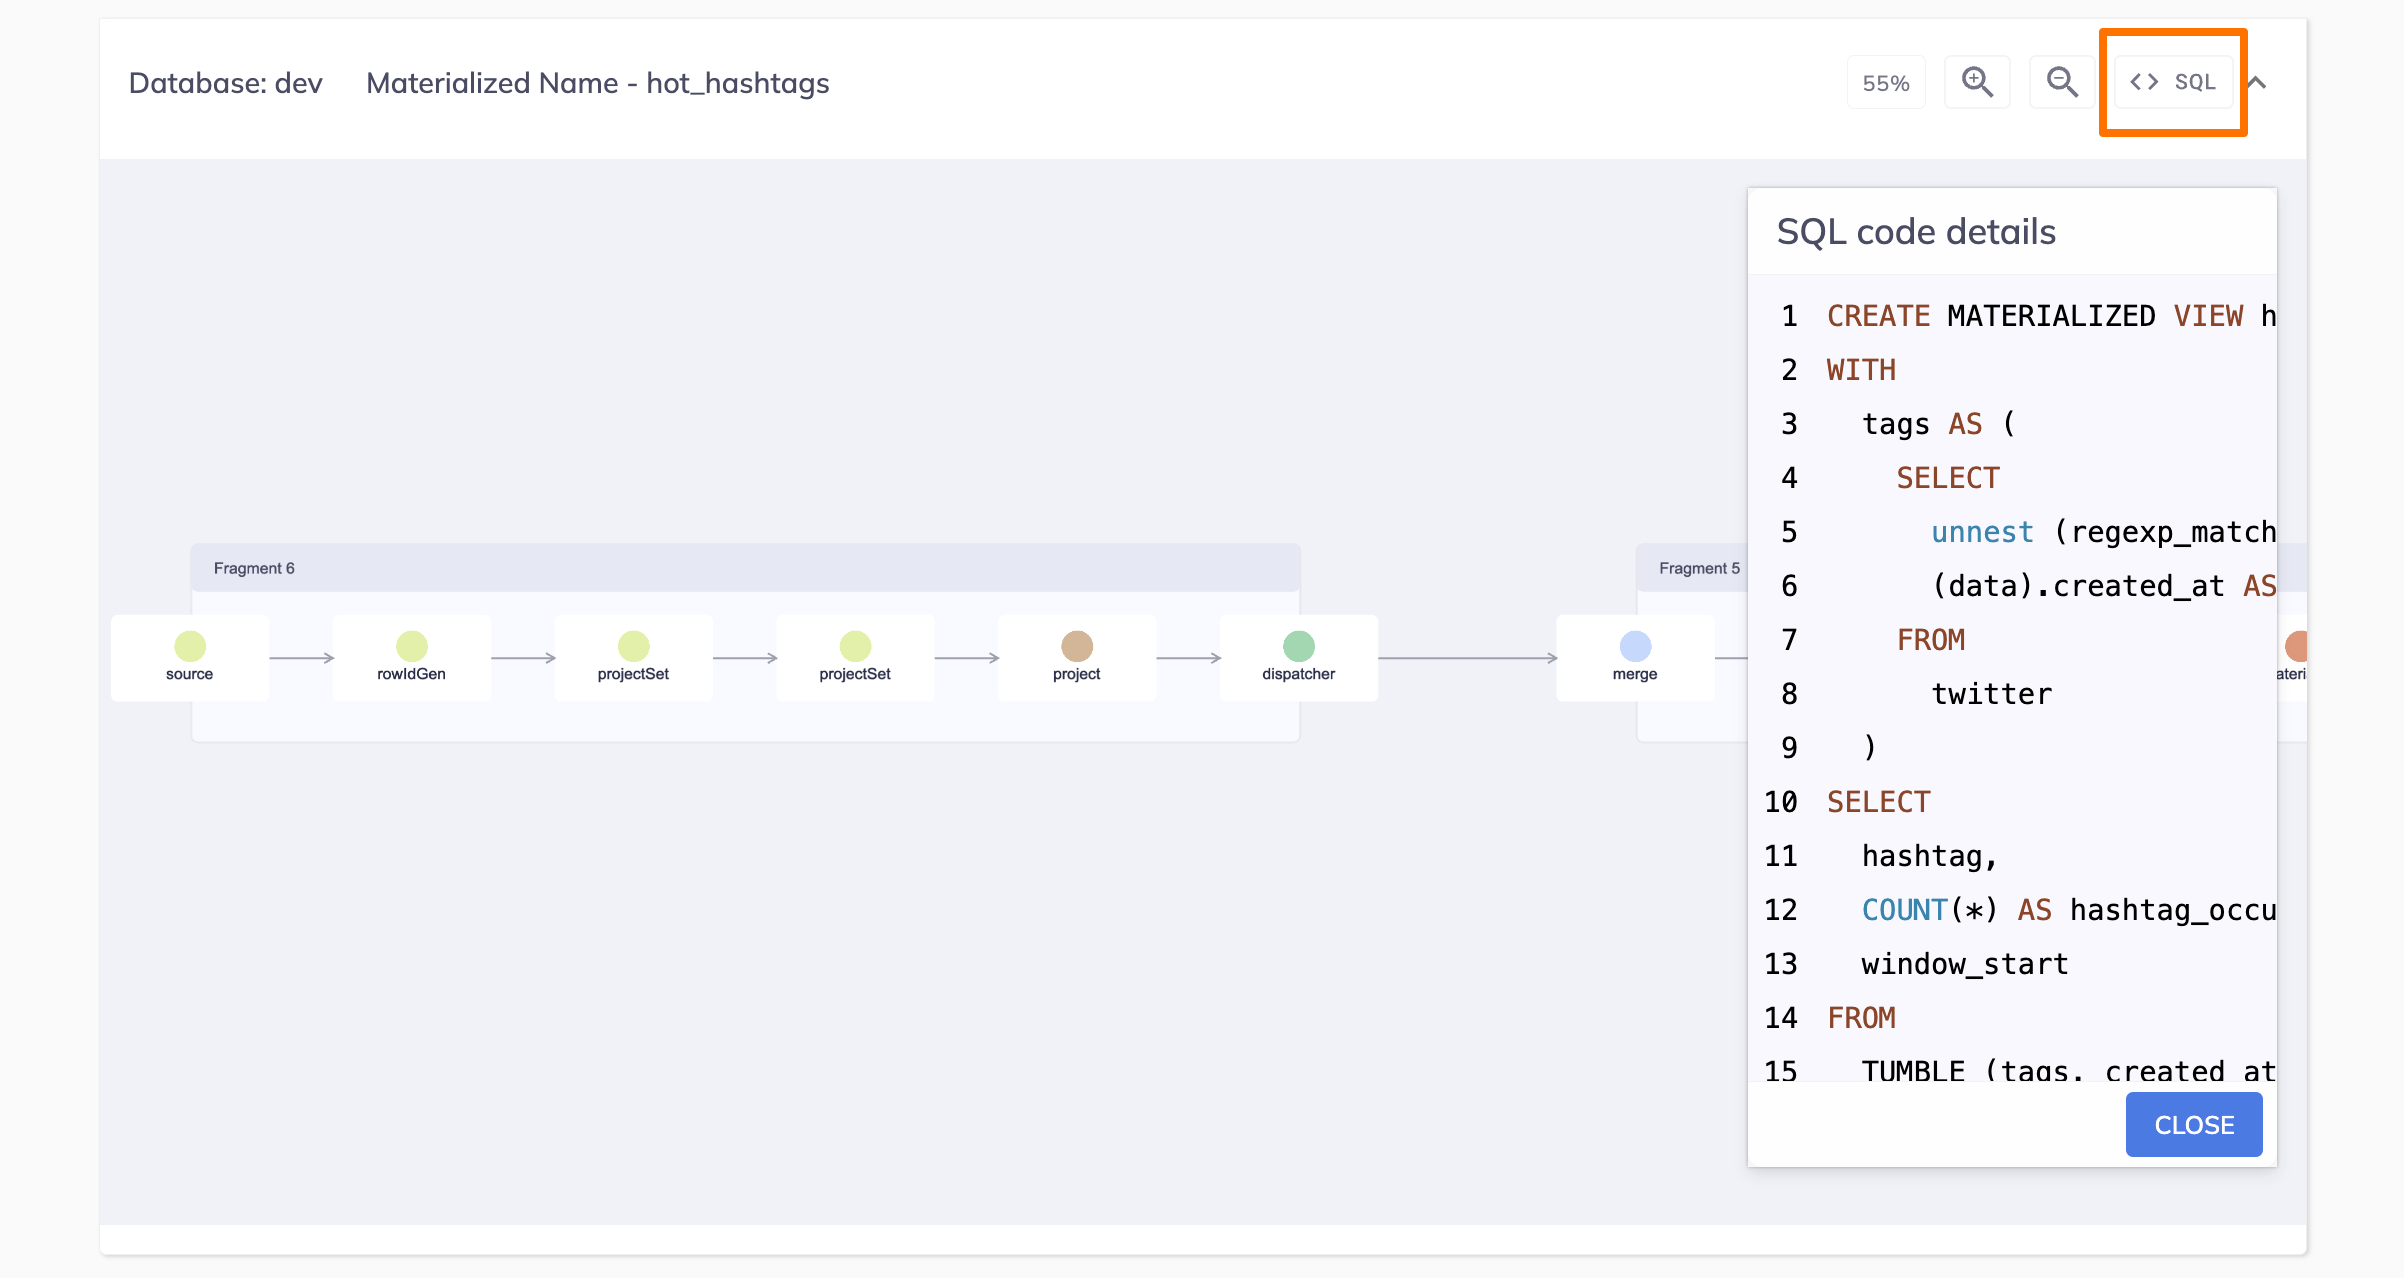 Database: dev Materialized Name - hot_hashtags
55%
<> SQL
Fragment 6
source
rowIdGen
projectSet
projectSet
project
dispatcher
Fragment 5
merge
ateri
SQL code details
1 CREATE MATERIALIZED VIEW h
2 WITH
3 tags AS (
4 SELECT
5 unnest (regexp_match
6 (data).created_at AS
7 FROM
8 twitter
9 )
10 SELECT
11 hashtag,
12 COUNT(*) AS hashtag_occu
13 window_start
14 FROM
15 TUMBLE (tags, created_at
CLOSE